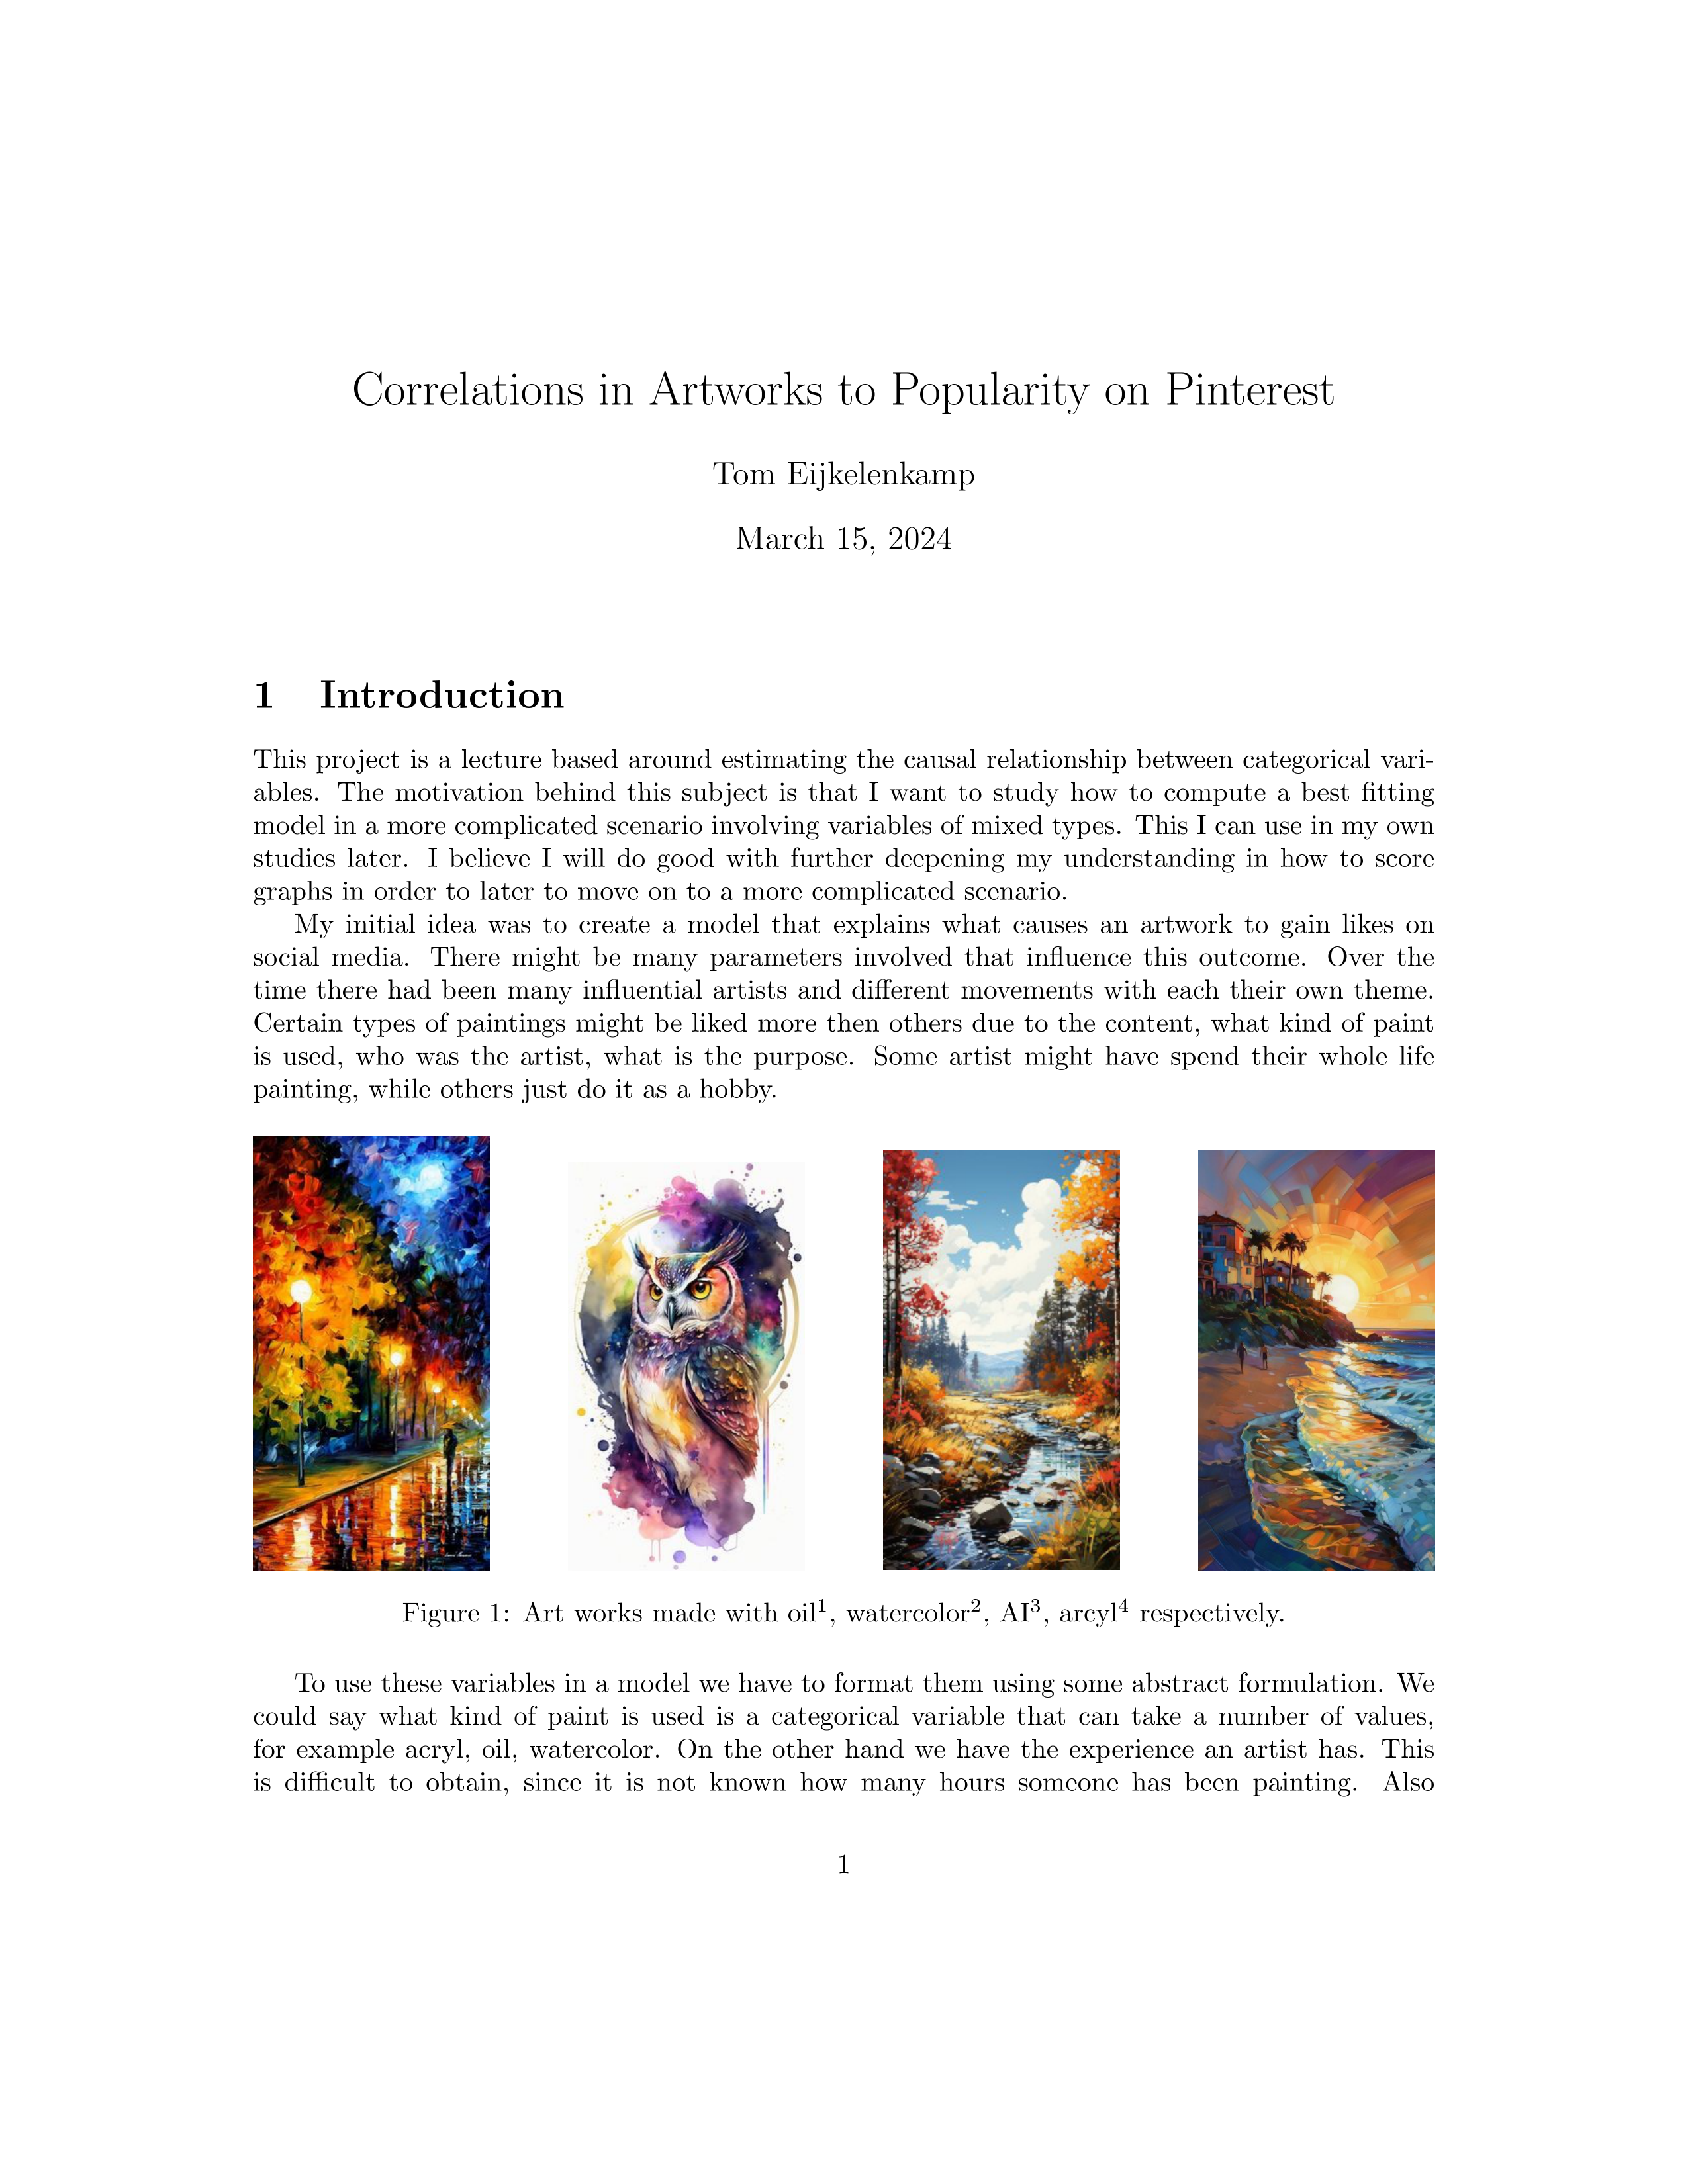 Correlations in Artworks to Popularity on Pinterest
Tom Eijkelenkamp
March 15, 2024
1 Introduction
This project is a lecture based around estimating the causal relationship between categorical vari-
ables. The motivation behind this subject is that I want to study how to compute a best fitting
model in a more complicated scenario involving variables of mixed types. This I can use in my own
studies later. I believe I will do good with further deepening my understanding in how to score
graphs in order to later to move on to a more complicated scenario.
My initial idea was to create a model that explains what causes an artwork to gain likes on
social media. There might be many parameters involved that influence this outcome. Over the
time there had been many influential artists and different movements with each their own theme.
Certain types of paintings might be liked more then others due to the content, what kind of paint
is used, who was the artist, what is the purpose. Some artist might have spend their whole life
painting, while others just do it as a hobby.
Figure 1: Art works made with oil¹, watercolor², AI³, arcyl⁴ respectively.
To use these variables in a model we have to format them using some abstract formulation. We
could say what kind of paint is used is a categorical variable that can take a number of values,
for example acryl, oil, watercolor. On the other hand we have the experience an artist has. This
is difficult to obtain, since it is not known how many hours someone has been painting. Also
1